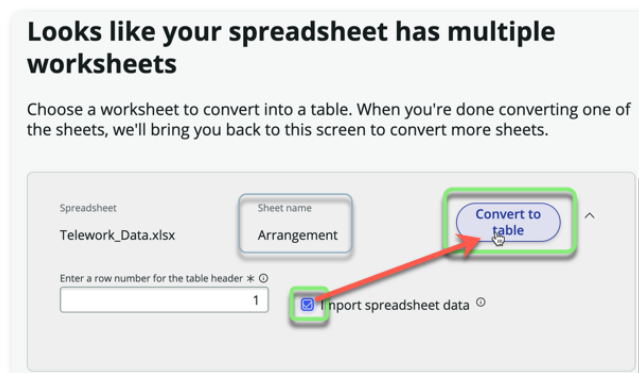 Looks like your spreadsheet has multiple
worksheets
Choose a worksheet to convert into a table. When you're done converting one of
the sheets, we'll bring you back to this screen to convert more sheets.
Spreadsheet
Sheet name
Convert to
table
Telework_Data.xlsx
Arrangement
Enter a row number for the table header *
1
Import spreadsheet data